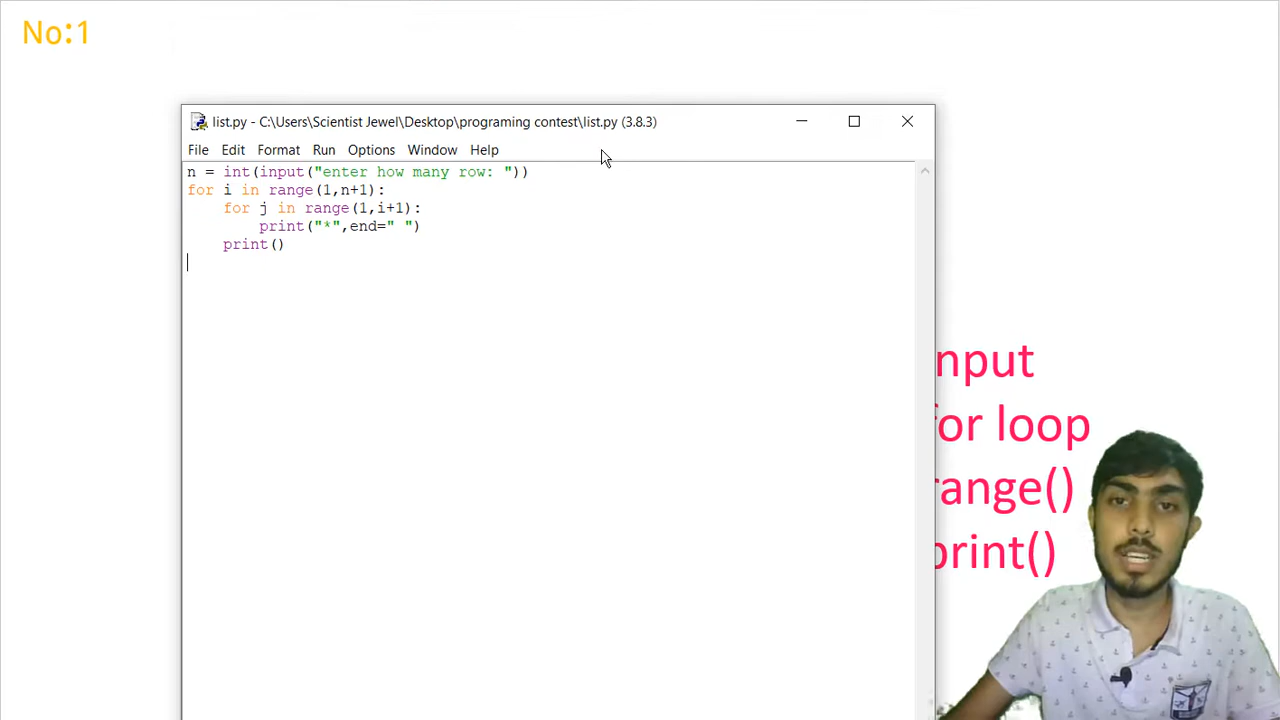 No:1
list.py - C:\Users\Scientist Jewel\Desktop\programing contest\list.py (3.8.3)
File Edit Format Run Options Window Help
n = int(input("enter how many row: "))
for i in range(1,n+1):
    for j in range(1,i+1):
        print("*",end=" ")
    print()
nput
for loop
range()
print()